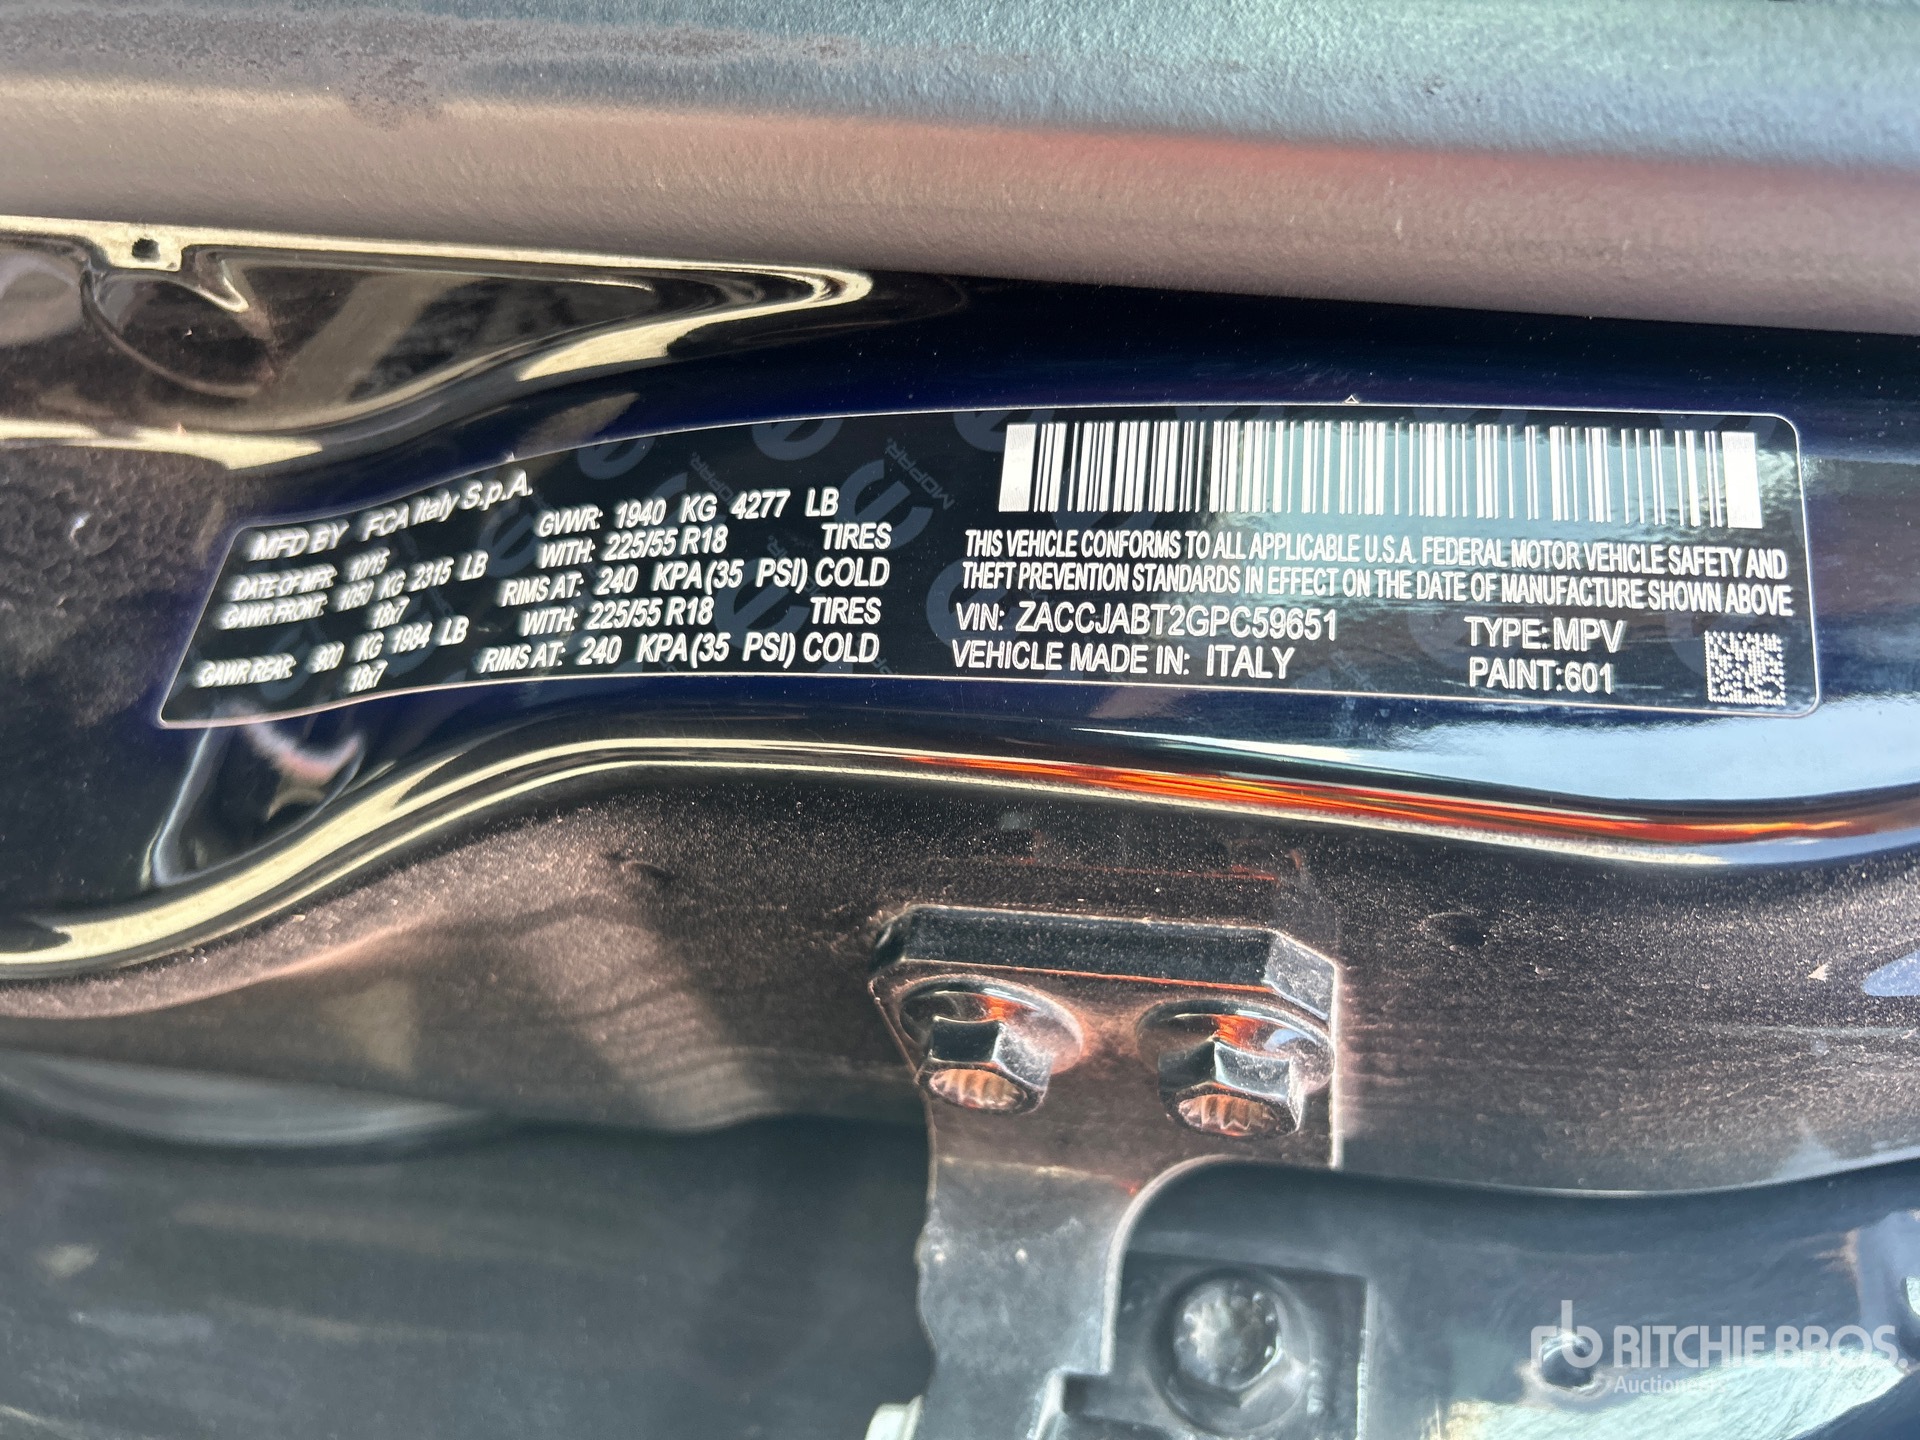 MFD BY FCA Italy S.p.A.
DATE OF MFR: 10/15 GVWR: 1940 KG 4277 LB
GAWR FRONT: 1050 KG 2315 LB WITH: 225/55 R18 TIRES
18x7 RIMS AT: 240 KPA(35 PSI) COLD
GAWR REAR: 900 KG 1984 LB WITH: 225/55 R18 TIRES
18x7 RIMS AT: 240 KPA(35 PSI) COLD
THIS VEHICLE CONFORMS TO ALL APPLICABLE U.S.A. FEDERAL MOTOR VEHICLE SAFETY AND
THEFT PREVENTION STANDARDS IN EFFECT ON THE DATE OF MANUFACTURE SHOWN ABOVE
VIN: ZACCJABT2GPC59651 TYPE: MPV
VEHICLE MADE IN: ITALY PAINT:601
MOPAR
rb RITCHIE BROS.
Auctioneers